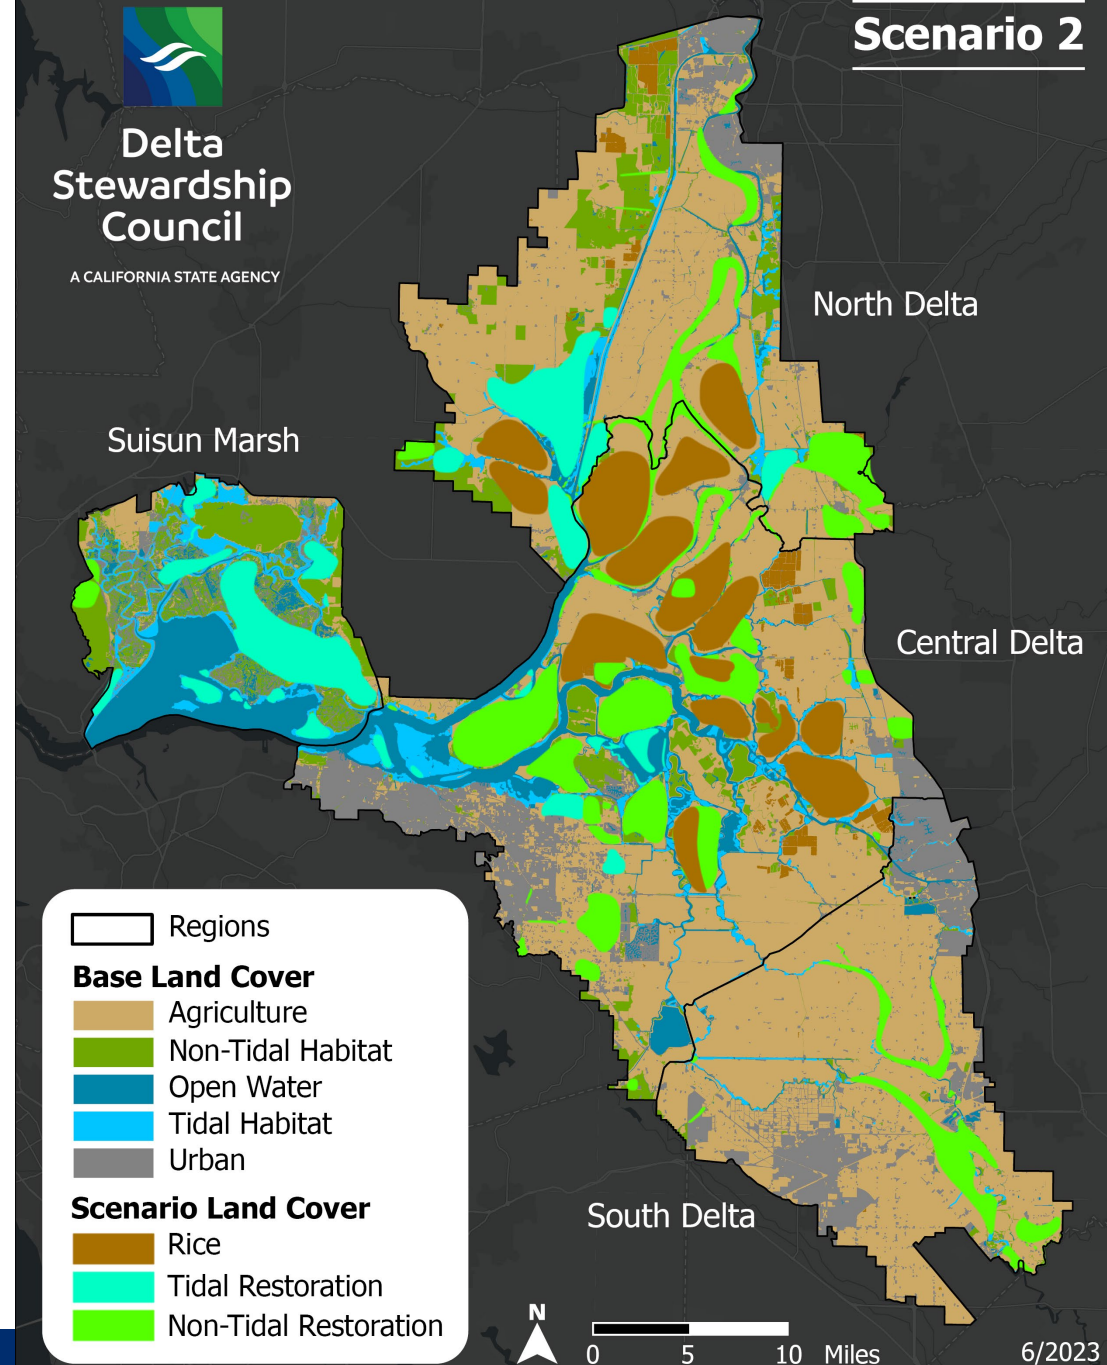 Scenario 2
Delta
Stewardship
Council
A CALIFORNIA STATE AGENCY
North Delta
Suisun Marsh
Central Delta
South Delta
Regions
Base Land Cover
Agriculture
Non-Tidal Habitat
Open Water
Tidal Habitat
Urban
Scenario Land Cover
Rice
Tidal Restoration
Non-Tidal Restoration
N
0 5 10 Miles
6/2023